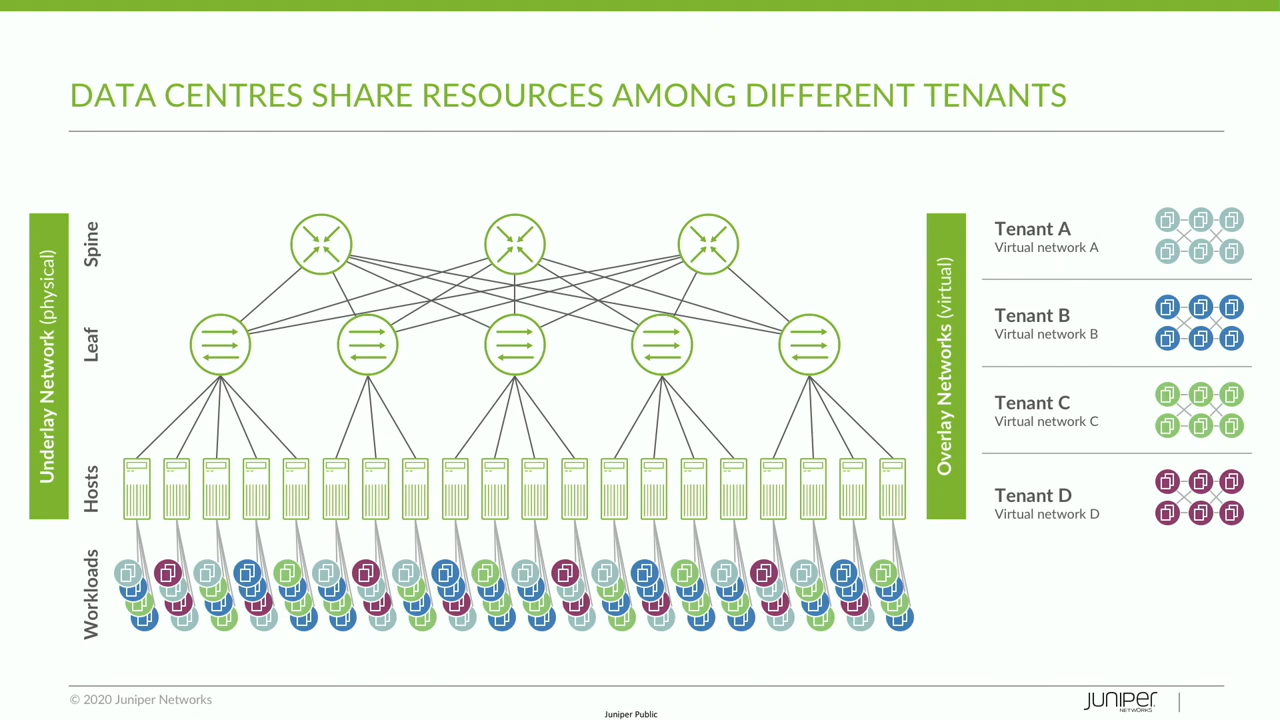 DATA CENTRES SHARE RESOURCES AMONG DIFFERENT TENANTS
Underlay Network (physical)
Spine
Leaf
Hosts
Workloads
Overlay Networks (virtual)
Tenant A
Virtual network A
Tenant B
Virtual network B
Tenant C
Virtual network C
Tenant D
Virtual network D
© 2020 Juniper Networks
Juniper Public
JUNIPER
NETWORKS